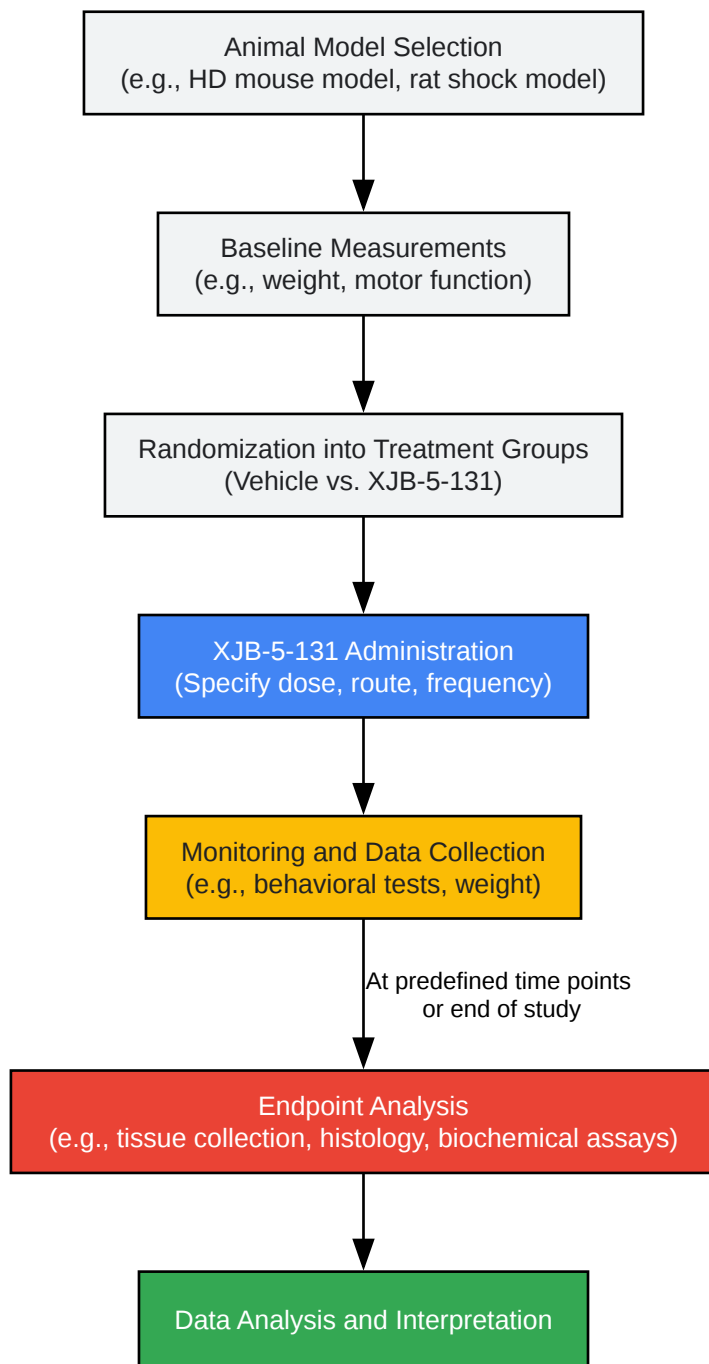 Animal Model Selection
(e.g., HD mouse model, rat shock model)
Baseline Measurements
(e.g., weight, motor function)
Randomization into Treatment Groups
(Vehicle vs. XJB-5-131)
XJB-5-131 Administration
(Specify dose, route, frequency)
Monitoring and Data Collection
(e.g., behavioral tests, weight)
At predefined time points
or end of study
Endpoint Analysis
(e.g., tissue collection, histology, biochemical assays)
Data Analysis and Interpretation